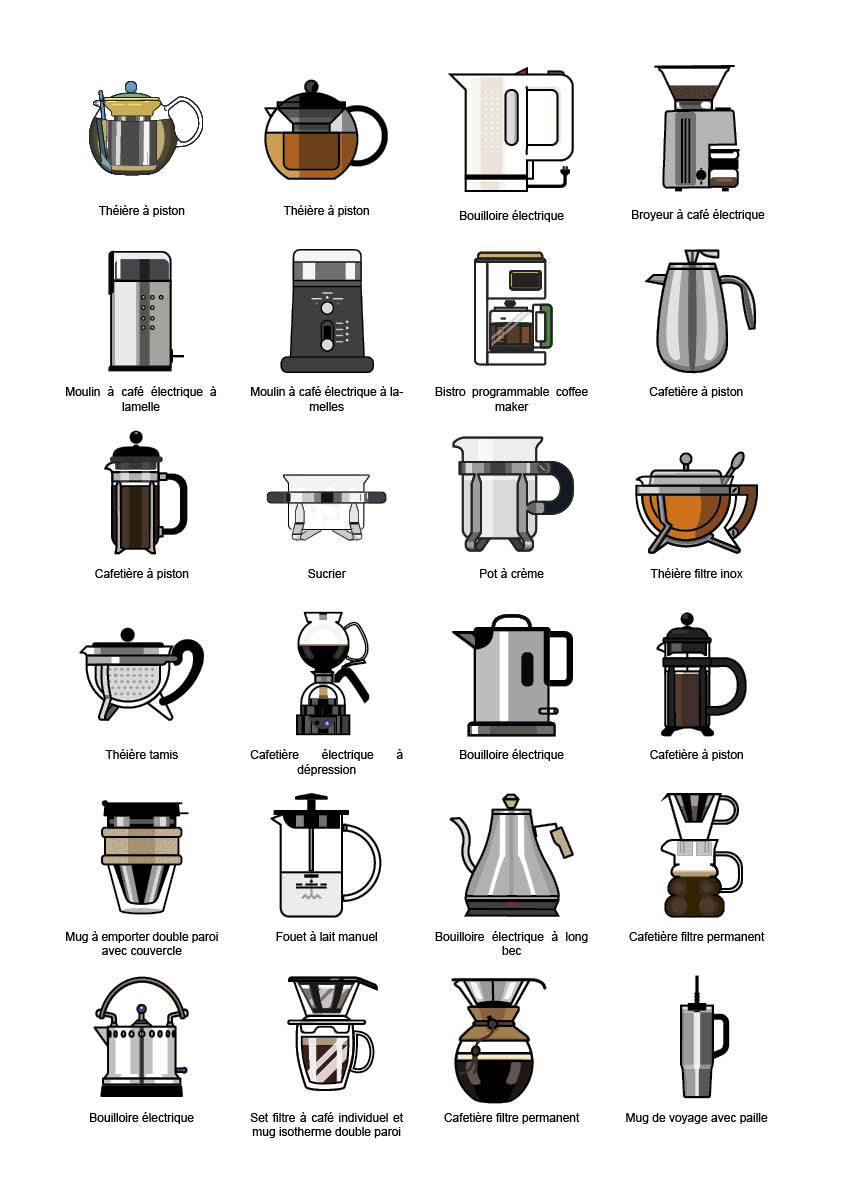 Théière à piston
Théière à piston
Bouilloire électrique
Broyeur à café électrique
Moulin à café électrique à
lamelle
Moulin à café électrique à la-
melles
Bistro programmable coffee
maker
Cafetière à piston
Cafetière à piston
Sucrier
Pot à crème
Théière filtre inox
Théière tamis
Cafetière électrique à
dépression
Bouilloire électrique
Cafetière à piston
Mug à emporter double paroi
avec couvercle
Fouet à lait manuel
Bouilloire électrique à long
bec
Cafetière filtre permanent
Bouilloire électrique
Set filtre à café individuel et
mug isotherme double paroi
Cafetière filtre permanent
Mug de voyage avec paille